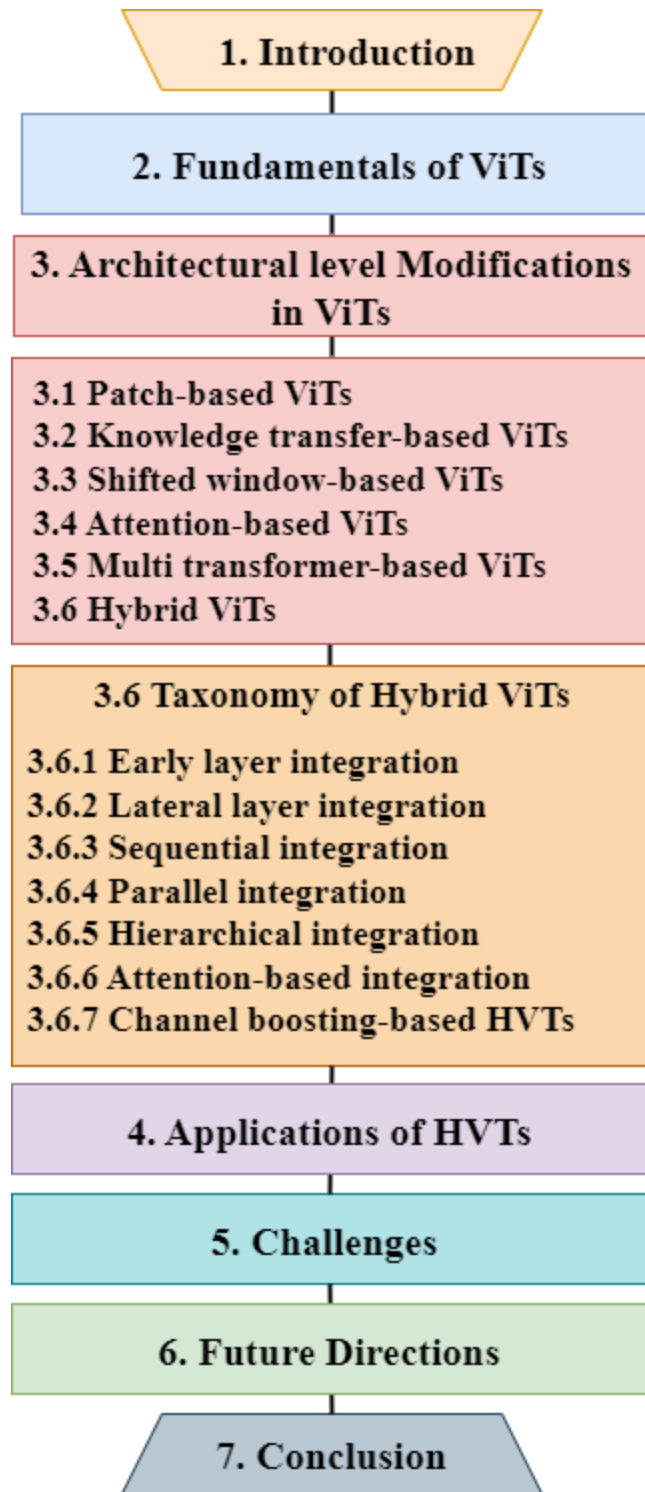 1. Introduction
2. Fundamentals of ViTs
3. Architectural level Modifications
in ViTs
3.1 Patch-based ViTs
3.2 Knowledge transfer-based ViTs
3.3 Shifted window-based ViTs
3.4 Attention-based ViTs
3.5 Multi transformer-based ViTs
3.6 Hybrid ViTs
3.6 Taxonomy of Hybrid ViTs
3.6.1 Early layer integration
3.6.2 Lateral layer integration
3.6.3 Sequential integration
3.6.4 Parallel integration
3.6.5 Hierarchical integration
3.6.6 Attention-based integration
3.6.7 Channel boosting-based HVTs
4. Applications of HVTs
5. Challenges
6. Future Directions
7. Conclusion